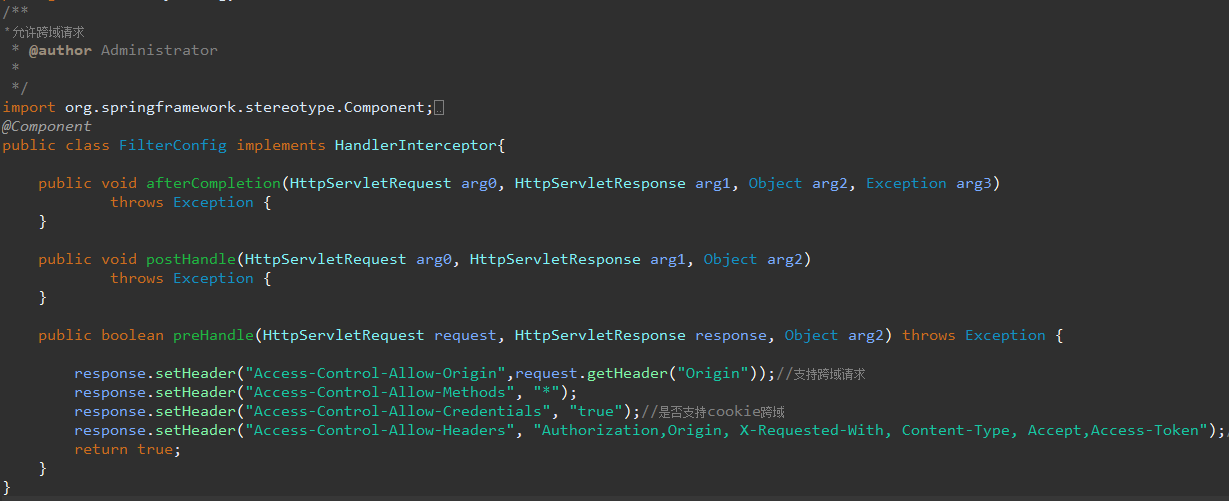 /**
*允许跨域请求
* @author Administrator
*
*/
import org.springframework.stereotype.Component;
@Component
public class FilterConfig implements HandlerInterceptor{
public void afterCompletion(HttpServletRequest arg0, HttpServletResponse arg1, Object arg2, Exception arg3)
throws Exception {
}
public void postHandle(HttpServletRequest arg0, HttpServletResponse arg1, Object arg2)
throws Exception {
}
public boolean preHandle(HttpServletRequest request, HttpServletResponse response, Object arg2) throws Exception {
response.setHeader("Access-Control-Allow-Origin",request.getHeader("Origin"));//支持跨域请求
response.setHeader("Access-Control-Allow-Methods", "*");
response.setHeader("Access-Control-Allow-Credentials", "true");//是否支持cookie跨域
response.setHeader("Access-Control-Allow-Headers", "Authorization,Origin, X-Requested-With, Content-Type, Accept,Access-Token");
return true;
}
}